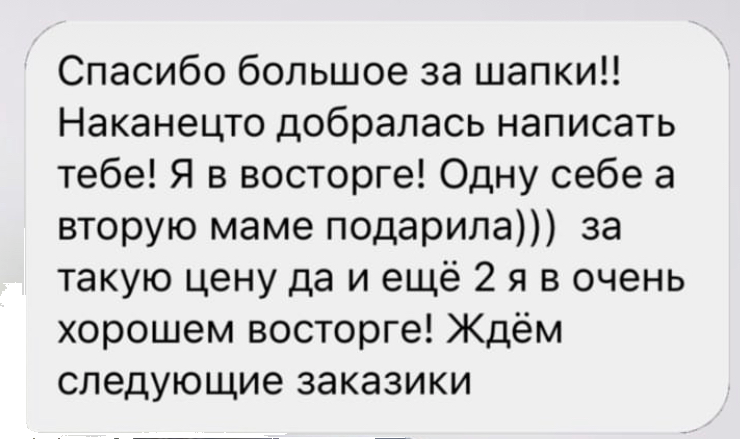 Спасибо большое за шапки!!
Наканецто добралась написать
тебе! Я в восторге! Одну себе а
вторую маме подарила))) за
такую цену да и ещё 2 я в очень
хорошем восторге! Ждём
следующие заказики